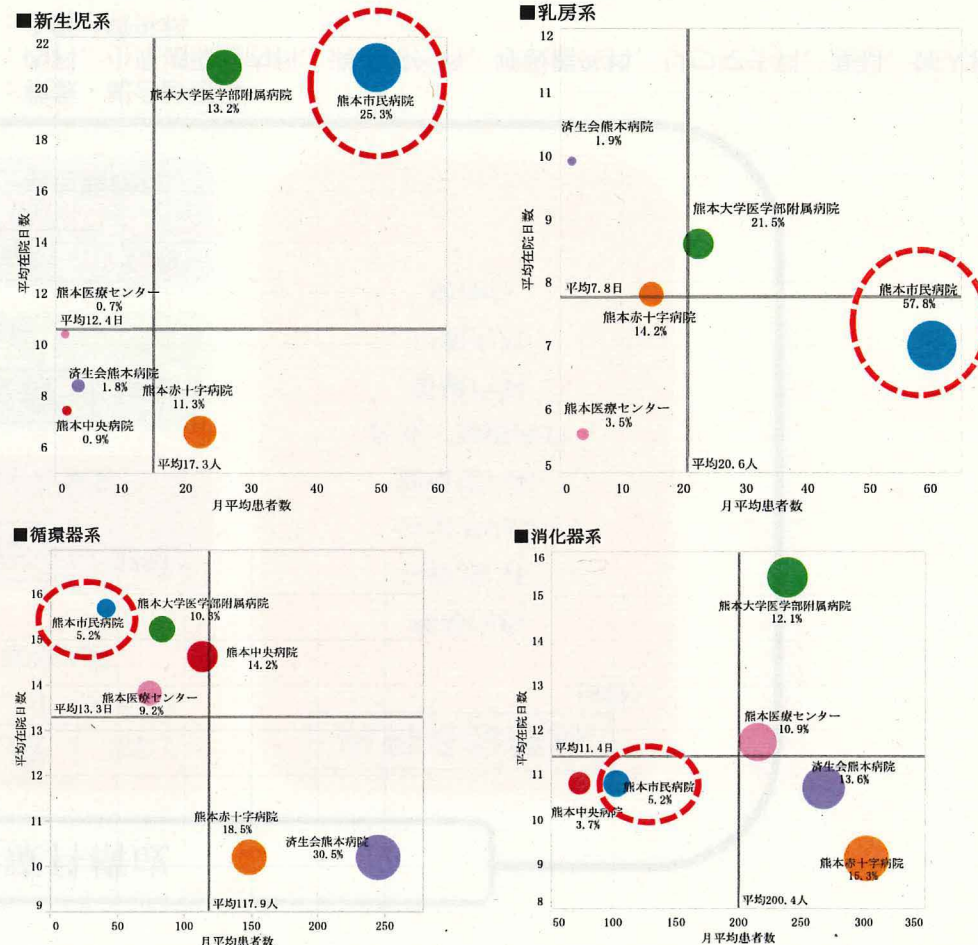 ■新生児系
22
20
18
16
14
12
10
8
6
平均在院日数
熊本大学医学部附属病院
13.2%
熊本市民病院
25.3%
熊本医療センター
0.7%
平均12.4日
済生会熊本病院
1.8%
熊本赤十字病院
11.3%
熊本中央病院
0.9%
平均17.3人
0 10 20 30 40 50 60
月平均患者数
■乳房系
12
11
10
9
8
7
6
5
平均在院日数
済生会熊本病院
1.9%
熊本大学医学部附属病院
21.5%
平均7.8日
熊本市民病院
57.8%
熊本赤十字病院
14.2%
熊本医療センター
3.5%
平均20.6人
0 10 20 30 40 50 60
月平均患者数
■循環器系
16
15
14
13
12
11
10
9
平均在院日数
熊本市民病院
5.2%
熊本大学医学部附属病院
10.3%
熊本中央病院
14.2%
熊本医療センター
9.2%
平均13.3日
熊本赤十字病院
18.5%
済生会熊本病院
30.5%
平均117.9人
0 50 100 150 200 250
月平均患者数
■消化器系
16
15
14
13
12
11
10
9
8
平均在院日数
熊本大学医学部附属病院
12.1%
熊本医療センター
10.9%
平均11.4日
済生会熊本病院
13.6%
熊本市民病院
5.2%
熊本中央病院
3.7%
熊本赤十字病院
15.3%
平均200.4人
50 100 150 200 250 300 350
月平均患者数